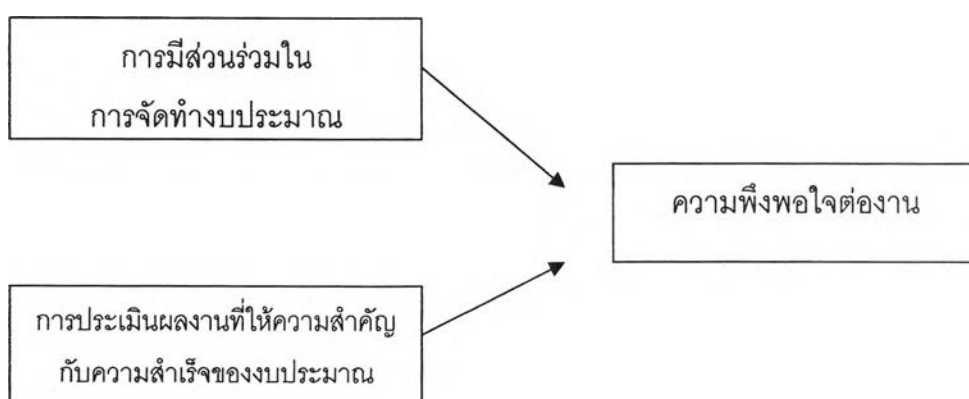 การมีส่วนร่วมใน
การจัดทำงบประมาณ
ความพึงพอใจต่องาน
การประเมินผลงานที่ให้ความสำคัญ
กับความสำเร็จของงบประมาณ